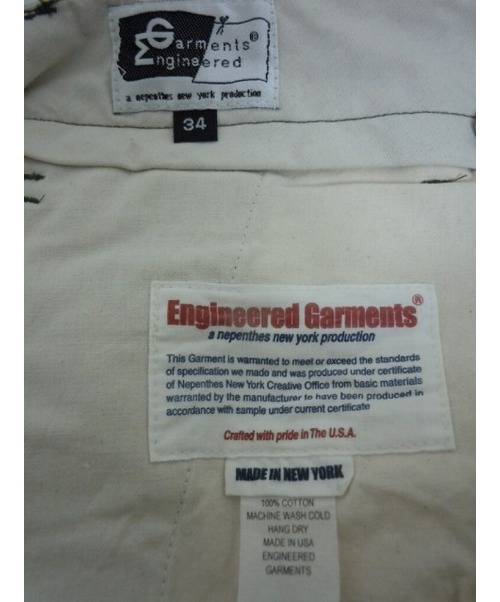 Garments®
Engineered
a nepenthes new york production
34
Engineered Garments®
a nepenthes new york production
This Garment is warranted to meet or exceed the standards
of specification we made and was produced under certificate
of Nepenthes New York Creative Office from basic materials
warranted by the manufacturer to have been produced in
accordance with sample under current certificate
Crafted with pride in The U.S.A.
MADE IN NEW YORK
100% COTTON
MACHINE WASH COLD
HANG DRY
MADE IN USA
ENGINEERED
GARMENTS